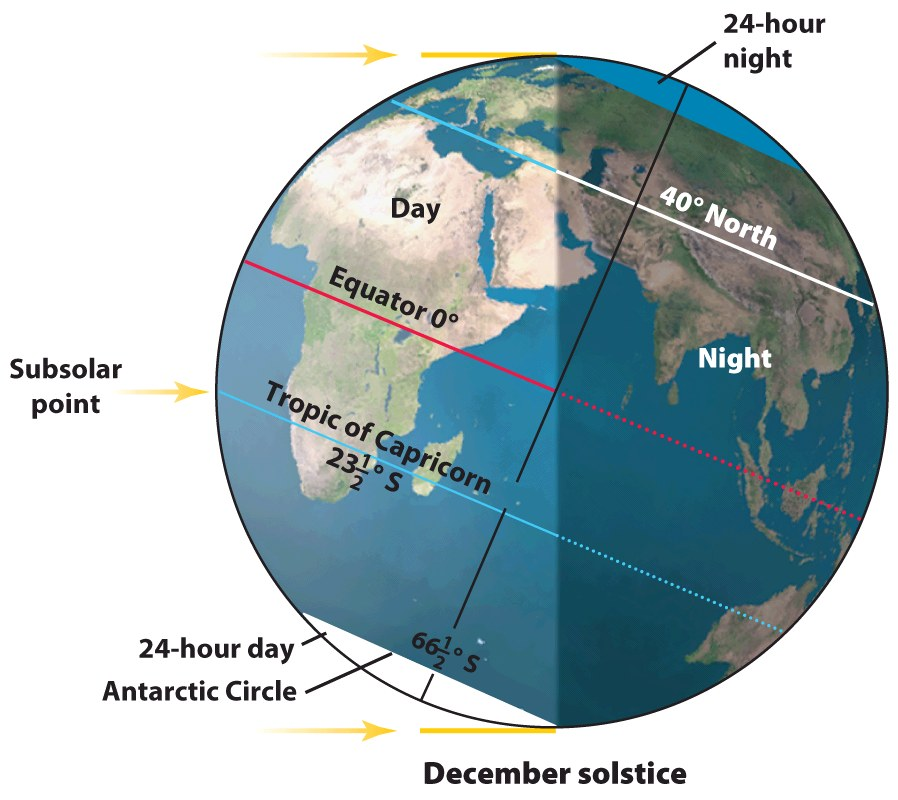 24-hour
night
40° North
Day
Equator 0°
Night
Subsolar
point
Tropic of Capricorn
23½° S
66½° S
24-hour day
Antarctic Circle
December solstice